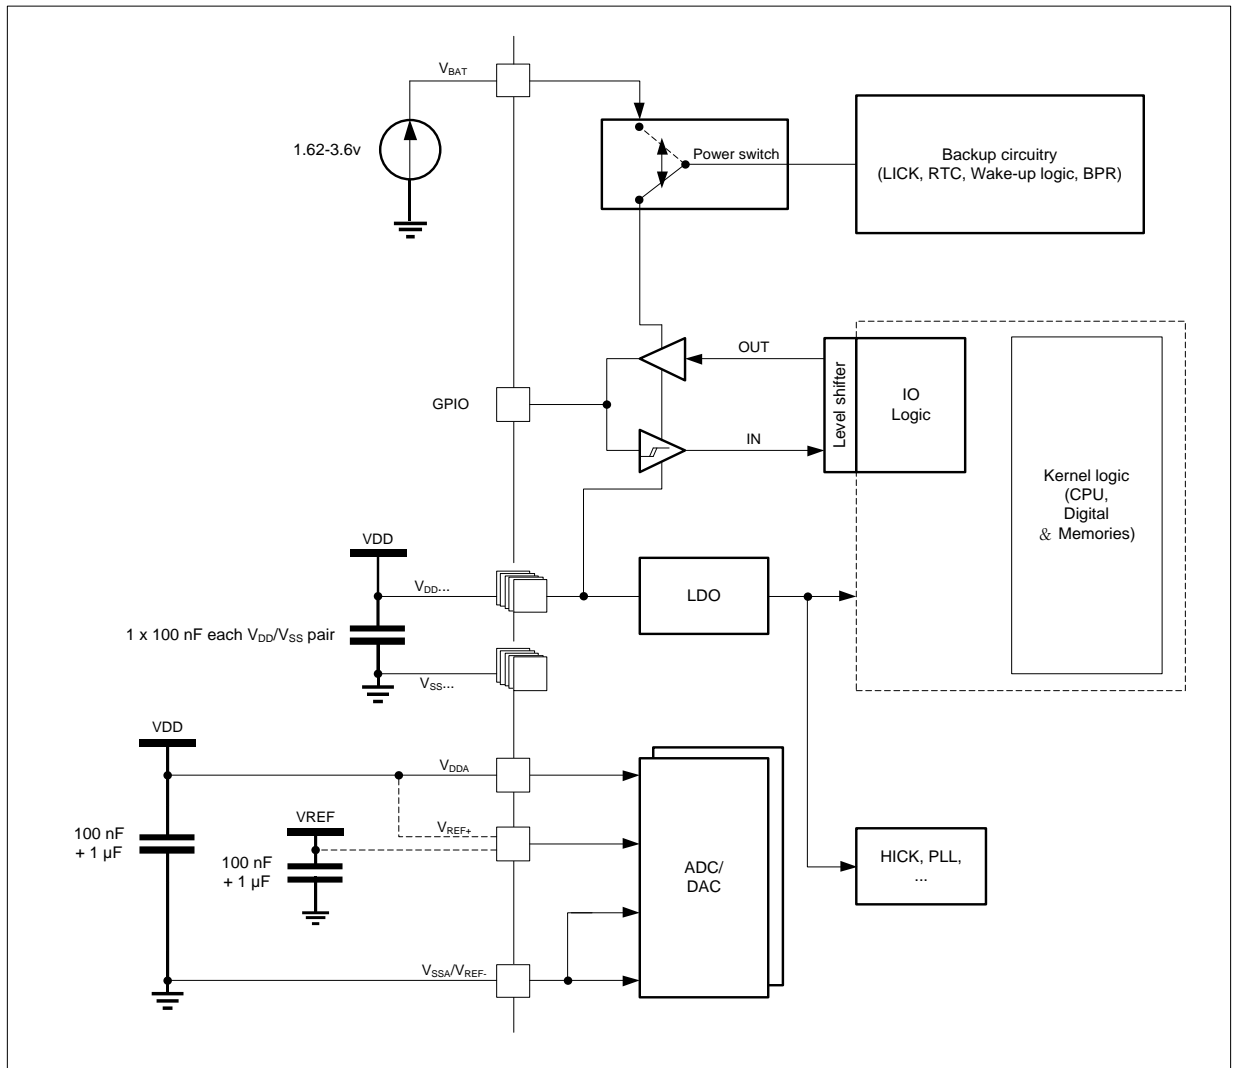 VBAT
1.62-3.6v
Power switch
Backup circuitry
(LICK, RTC, Wake-up logic, BPR)
OUT
GPIO
IN
Level shifter
IO
Logic
Kernel logic
(CPU,
Digital
& Memories)
VDD
VDD...
LDO
1 x 100 nF each VDD/VSS pair
VSS...
VDD
VDDA
VREF
VREF+
100 nF
+ 1 µF
100 nF
+ 1 µF
ADC/
DAC
HICK, PLL,
...
VSSA/VREF-